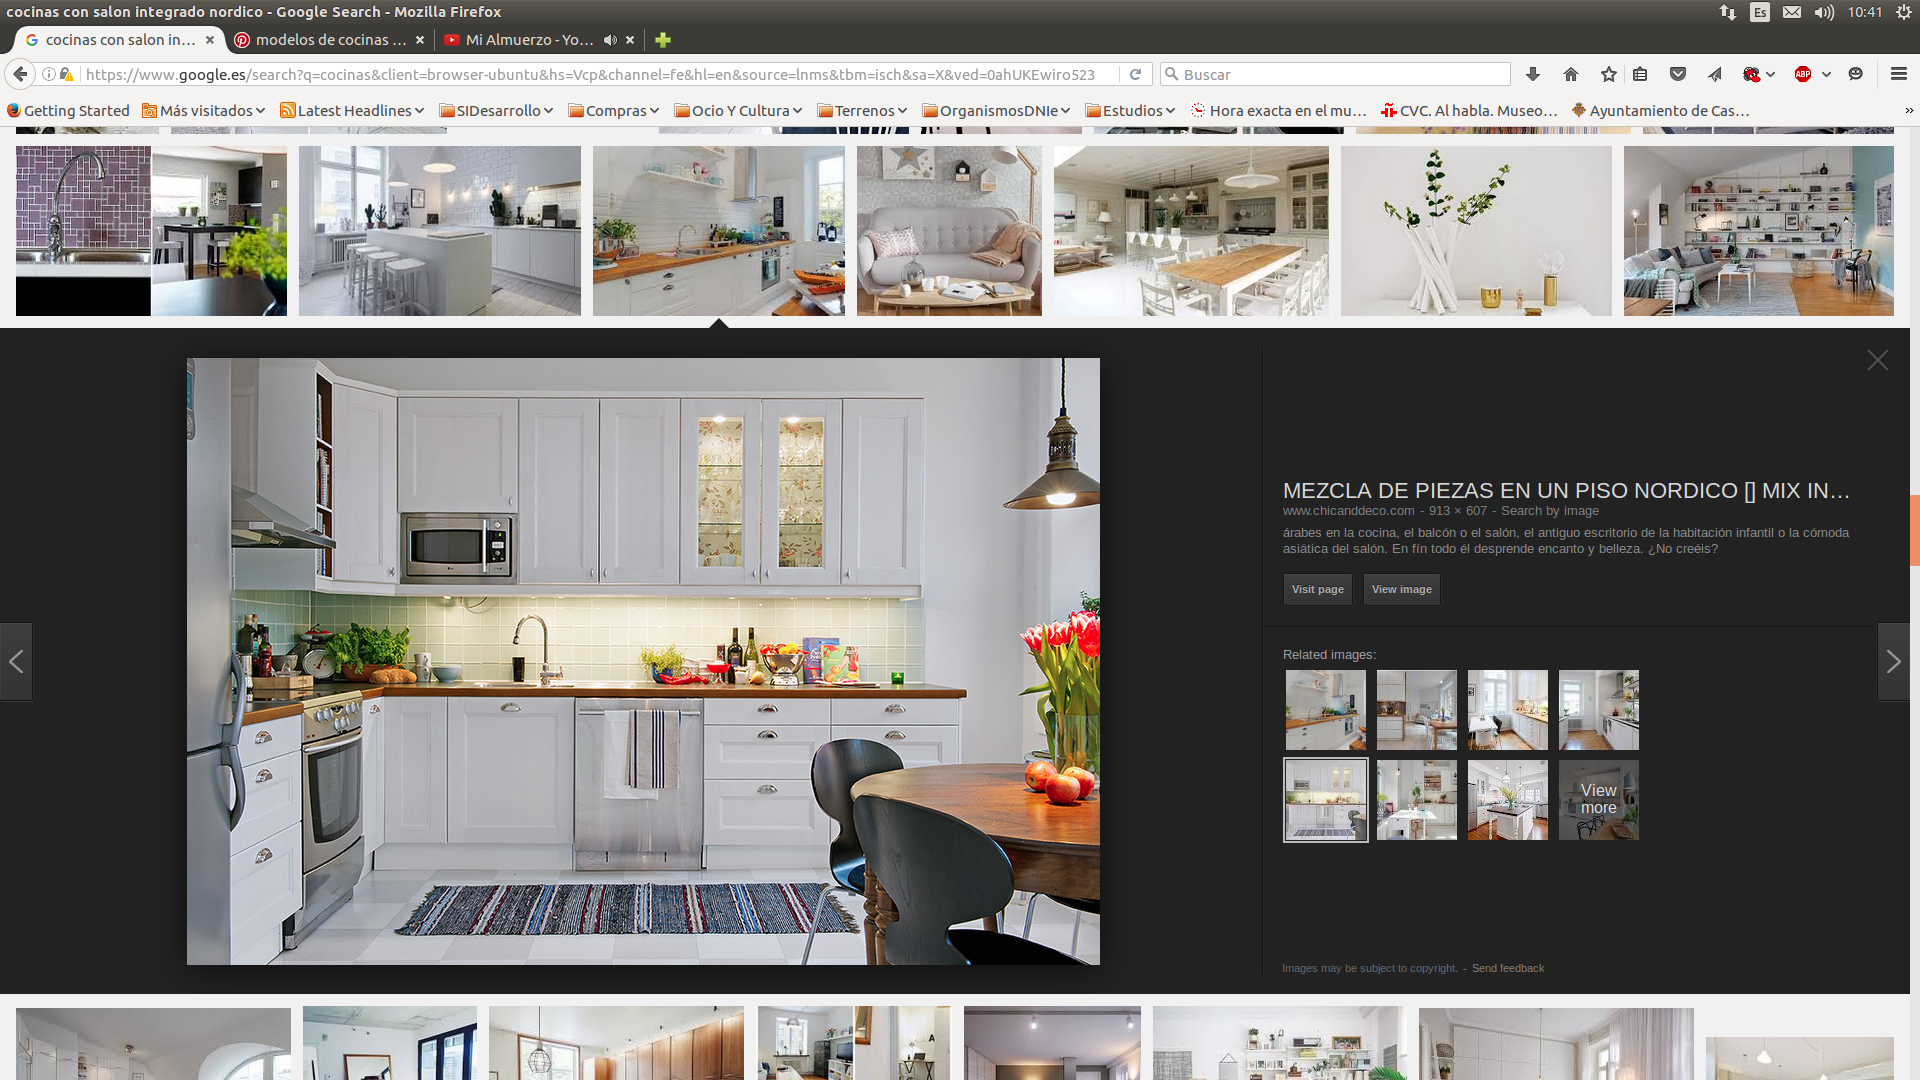 cocinas con salon integrado nordico - Google Search - Mozilla Firefox
Es
10:41
cocinas con salon in...
modelos de cocinas ...
Mi Almuerzo - Yo...
https://www.google.es/search?q=cocinas&client=browser-ubuntu&hs=Vcp&channel=fe&hl=en&source=lnms&tbm=isch&sa=X&ved=0ahUKEwiro523
Buscar
ABP
Getting Started
Más visitados
Latest Headlines
SIDesarrollo
Compras
Ocio Y Cultura
Terrenos
OrganismosDNIe
Estudios
Hora exacta en el mu...
CVC. Al habla. Museo...
Ayuntamiento de Cas...
MEZCLA DE PIEZAS EN UN PISO NORDICO [] MIX IN...
www.chicanddeco.com - 913 × 607 - Search by image
árabes en la cocina, el balcón o el salón, el antiguo escritorio de la habitación infantil o la cómoda
asiática del salón. En fín todo él desprende encanto y belleza. ¿No creéis?
Visit page
View image
Related images:
View
more
Images may be subject to copyright. - Send feedback